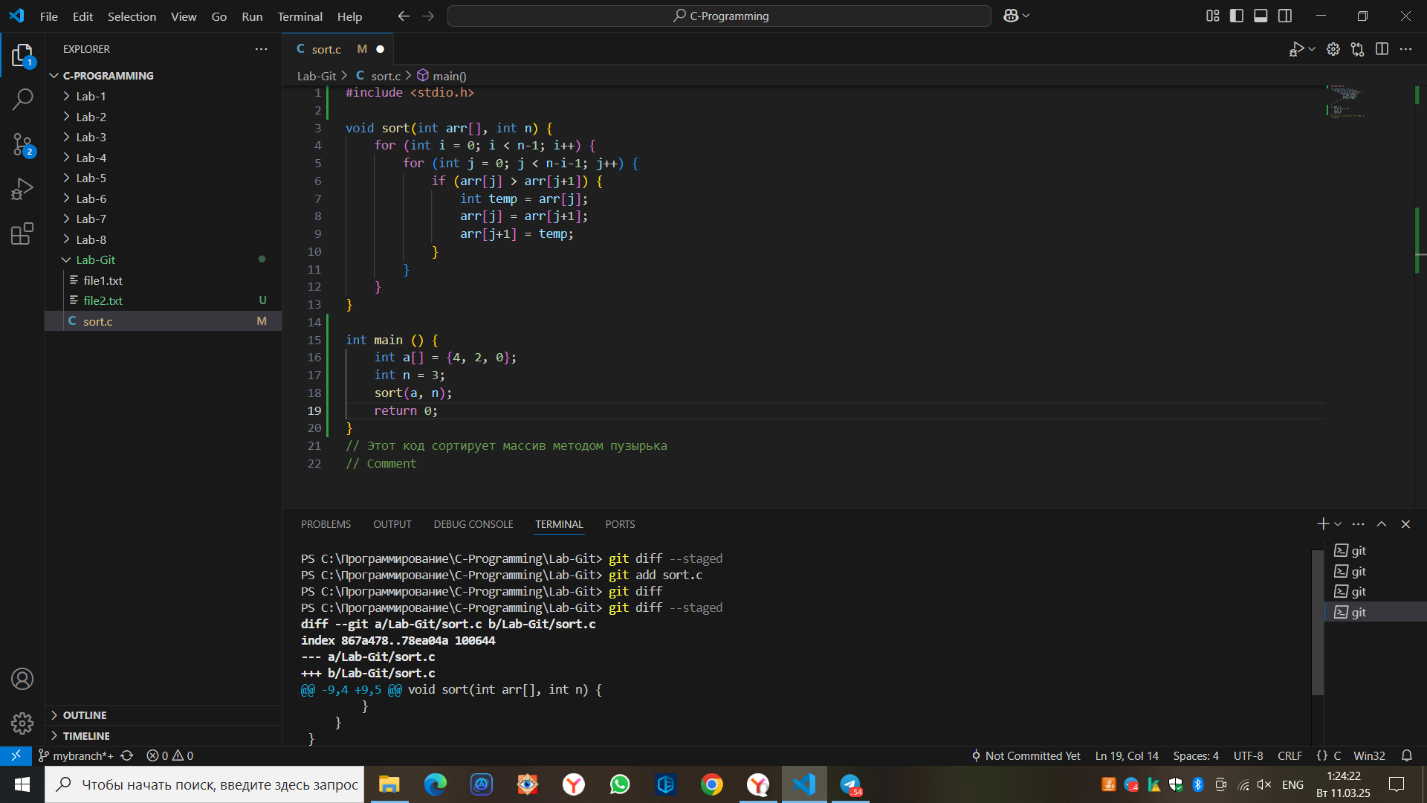 File Edit Selection View Go Run Terminal Help C-Programming
EXPLORER
C-PROGRAMMING
Lab-1
Lab-2
Lab-3
Lab-4
Lab-5
Lab-6
Lab-7
Lab-8
Lab-Git
file1.txt
file2.txt U
C sort.c M
OUTLINE
TIMELINE
1
2
2
C sort.c M
Lab-Git > C sort.c > main()
1 #include <stdio.h>
2
3 void sort(int arr[], int n) {
4 for (int i = 0; i < n-1; i++) {
5 for (int j = 0; j < n-i-1; j++) {
6 if (arr[j] > arr[j+1]) {
7 int temp = arr[j];
8 arr[j] = arr[j+1];
9 arr[j+1] = temp;
10 }
11 }
12 }
13 }
14
15 int main () {
16 int a[] = {4, 2, 0};
17 int n = 3;
18 sort(a, n);
19 return 0;
20 }
21 // Этот код сортирует массив методом пузырька
22 // Comment
PROBLEMS OUTPUT DEBUG CONSOLE TERMINAL PORTS
PS C:\Программирование\C-Programming\Lab-Git> git diff --staged
PS C:\Программирование\C-Programming\Lab-Git> git add sort.c
PS C:\Программирование\C-Programming\Lab-Git> git diff
PS C:\Программирование\C-Programming\Lab-Git> git diff --staged
diff --git a/Lab-Git/sort.c b/Lab-Git/sort.c
index 867a478..78ea04a 100644
--- a/Lab-Git/sort.c
+++ b/Lab-Git/sort.c
@@ -9,4 +9,5 @@ void sort(int arr[], int n) {
}
}
}
git
git
git
git
mybranch*+ 0 0 Not Committed Yet Ln 19, Col 14 Spaces: 4 UTF-8 CRLF {} C Win32
Чтобы начать поиск, введите здесь запрос
54
ENG
1:24:22
Вт 11.03.25